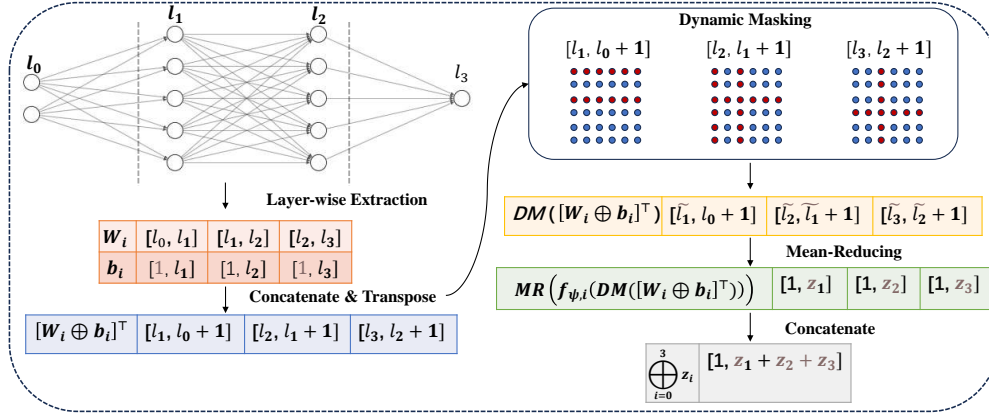 l₀
l₁
l₂
l₃
Layer-wise Extraction
Wᵢ [l₀, l₁] [l₁, l₂] [l₂, l₃]
bᵢ [1, l₁] [1, l₂] [1, l₃]
Concatenate & Transpose
[Wᵢ ⊕ bᵢ]⊤ [l₁, l₀ + 1] [l₂, l₁ + 1] [l₃, l₂ + 1]
Dynamic Masking
[l₁, l₀ + 1] [l₂, l₁ + 1] [l₃, l₂ + 1]
DM([Wᵢ ⊕ bᵢ]⊤) [l̃₁, l₀ + 1] [l̃₂, l̃₁ + 1] [l̃₃, l̃₂ + 1]
Mean-Reducing
MR(f_ψ,ᵢ(DM([Wᵢ ⊕ bᵢ]⊤))) [1, z₁] [1, z₂] [1, z₃]
Concatenate
3
⊕ zᵢ [1, z₁ + z₂ + z₃]
i=0